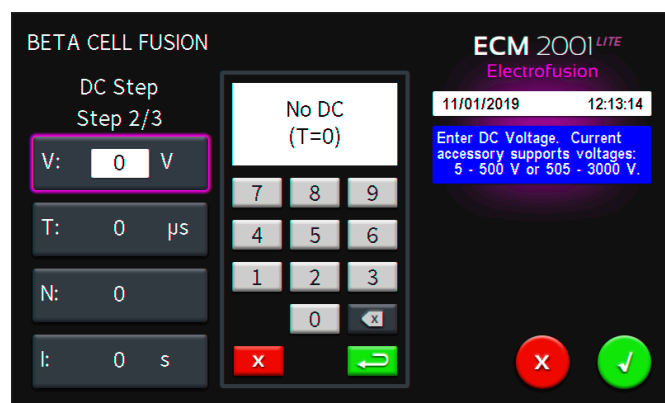 BETA CELL FUSION
DC Step
Step 2/3
V: 0 V
T: 0 µs
N: 0
I: 0 s
No DC
(T=0)
7 8 9
4 5 6
1 2 3
0 x
x
ECM 2001 LITE
Electrofusion
11/01/2019 12:13:14
Enter DC Voltage. Current
accessory supports voltages:
5 - 500 V or 505 - 3000 V.
x